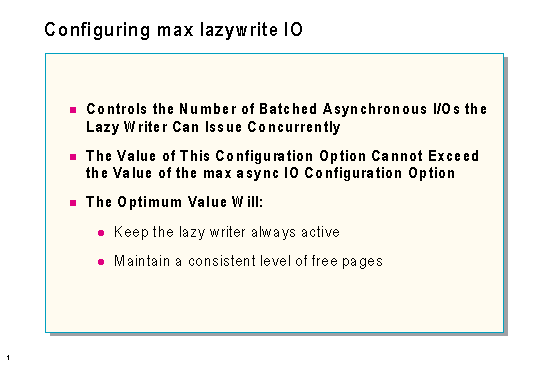 Configuring max lazywrite IO
Controls the Number of Batched Asynchronous I/Os the
Lazy Writer Can Issue Concurrently
The Value of This Configuration Option Cannot Exceed
the Value of the max async IO Configuration Option
The Optimum Value Will:
Keep the lazy writer always active
Maintain a consistent level of free pages
1